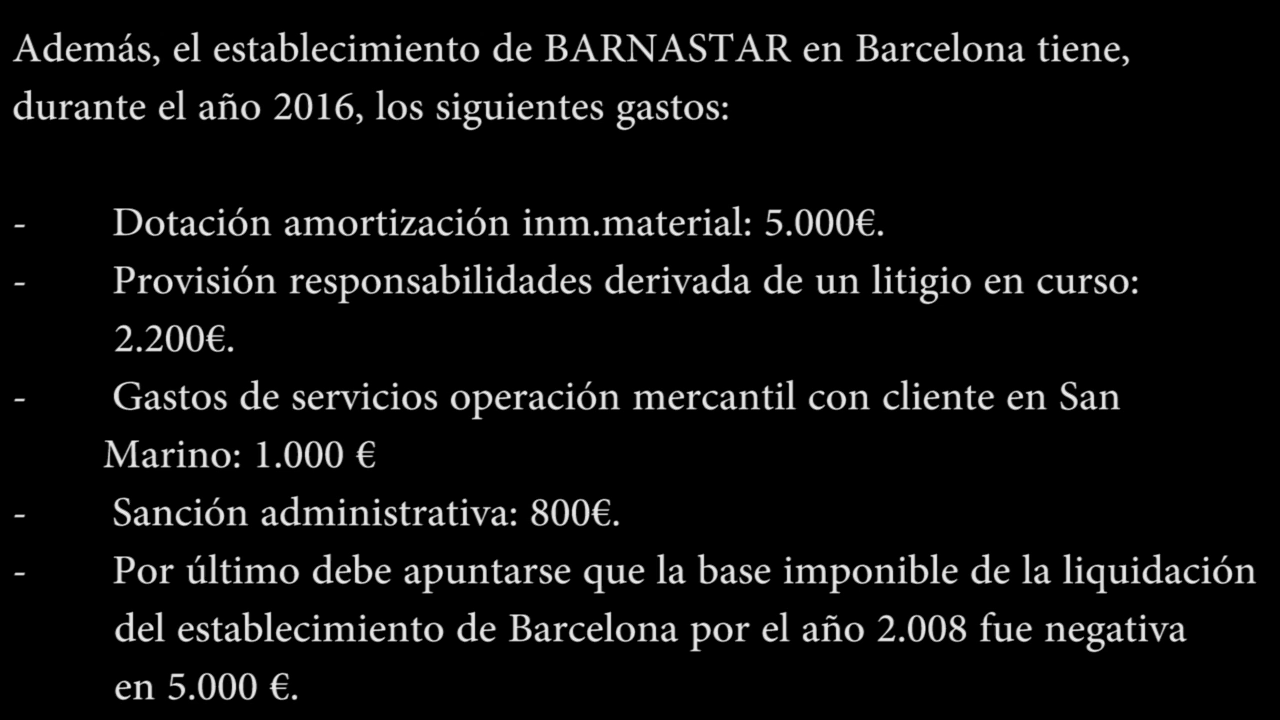 Además, el establecimiento de BARNASTAR en Barcelona tiene,
durante el año 2016, los siguientes gastos:
- Dotación amortización inm.material: 5.000€.
- Provisión responsabilidades derivada de un litigio en curso:
2.200€.
- Gastos de servicios operación mercantil con cliente en San
Marino: 1.000 €
- Sanción administrativa: 800€.
- Por último debe apuntarse que la base imponible de la liquidación
del establecimiento de Barcelona por el año 2.008 fue negativa
en 5.000 €.